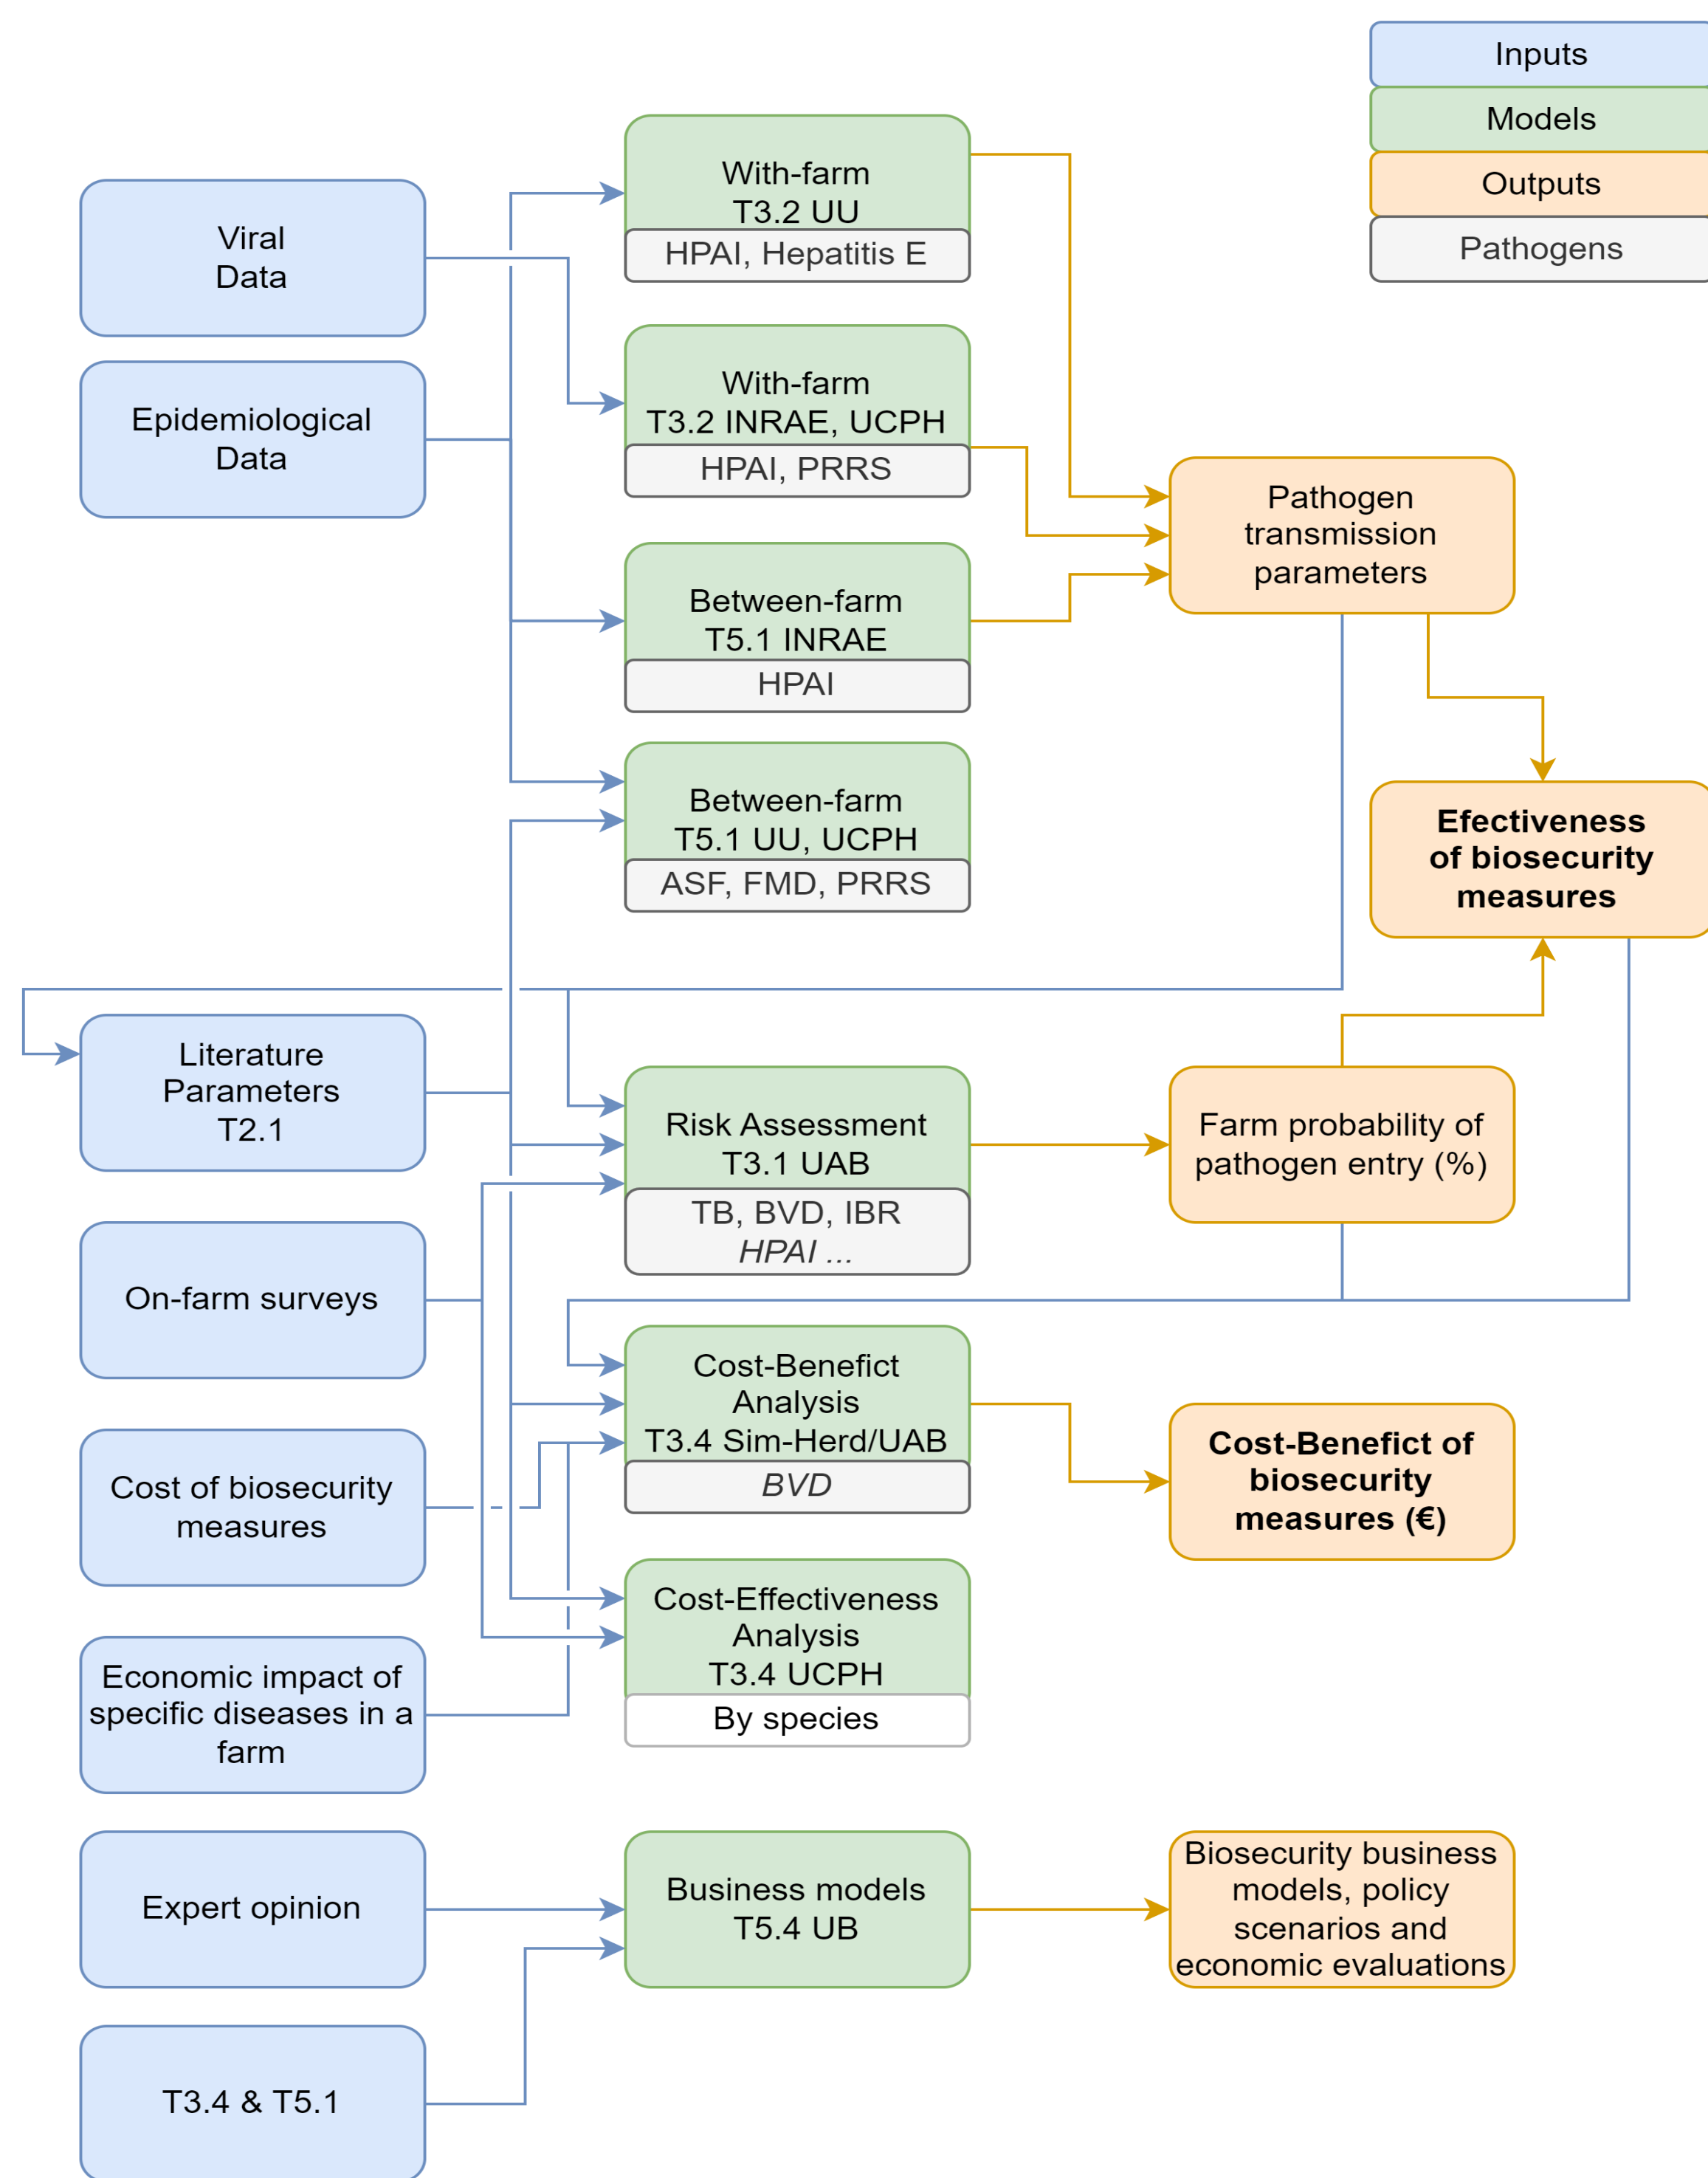 Inputs
Models
Outputs
Pathogens
Viral
Data
Epidemiological
Data
With-farm
T3.2 UU
HPAI, Hepatitis E
With-farm
T3.2 INRAE, UCPH
HPAI, PRRS
Between-farm
T5.1 INRAE
HPAI
Between-farm
T5.1 UU, UCPH
ASF, FMD, PRRS
Pathogen
transmission
parameters
Efectiveness
of biosecurity
measures
Literature
Parameters
T2.1
Risk Assessment
T3.1 UAB
TB, BVD, IBR
HPAI ...
Farm probability of
pathogen entry (%)
On-farm surveys
Cost-Benefict
Analysis
T3.4 Sim-Herd/UAB
BVD
Cost-Benefict of
biosecurity
measures (€)
Cost of biosecurity
measures
Cost-Effectiveness
Analysis
T3.4 UCPH
By species
Economic impact of
specific diseases in a
farm
Expert opinion
Business models
T5.4 UB
Biosecurity business
models, policy
scenarios and
economic evaluations
T3.4 & T5.1